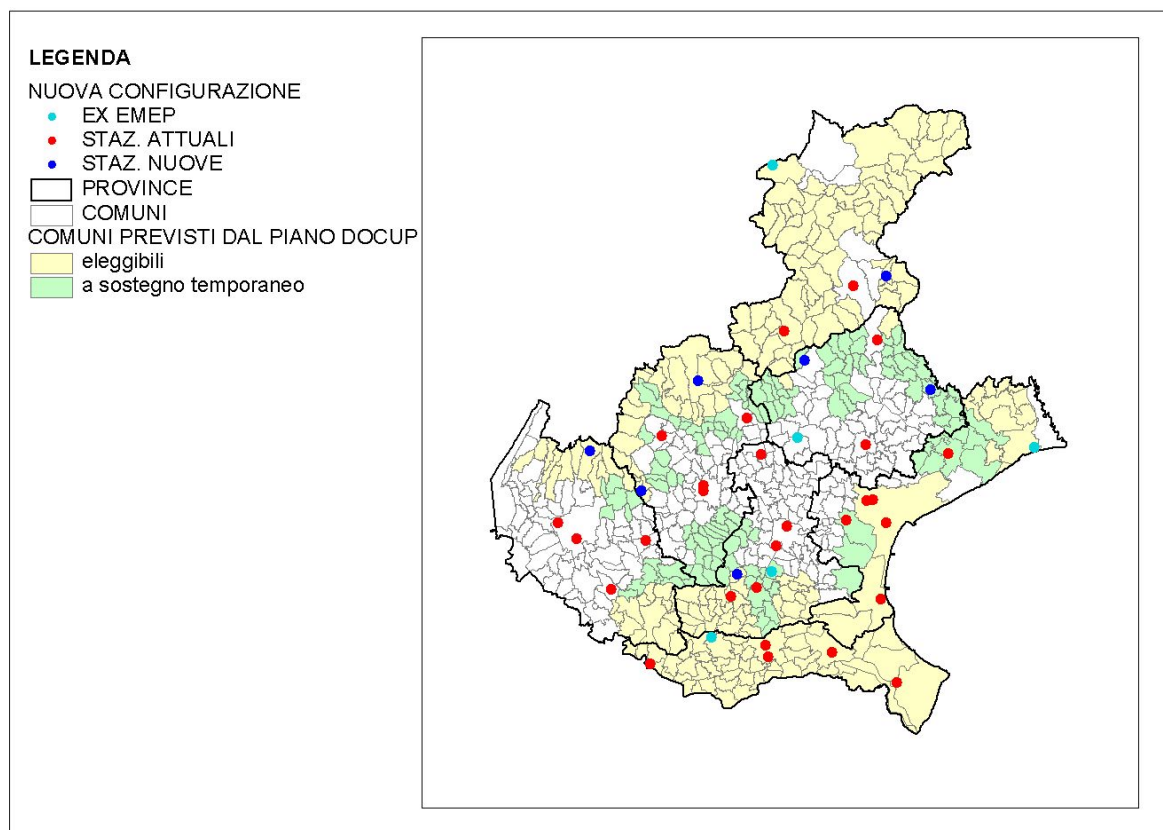 LEGENDA
NUOVA CONFIGURAZIONE
EX EMEP
STAZ. ATTUALI
STAZ. NUOVE
PROVINCE
COMUNI
COMUNI PREVISTI DAL PIANO DOCUP
eleggibili
a sostegno temporaneo